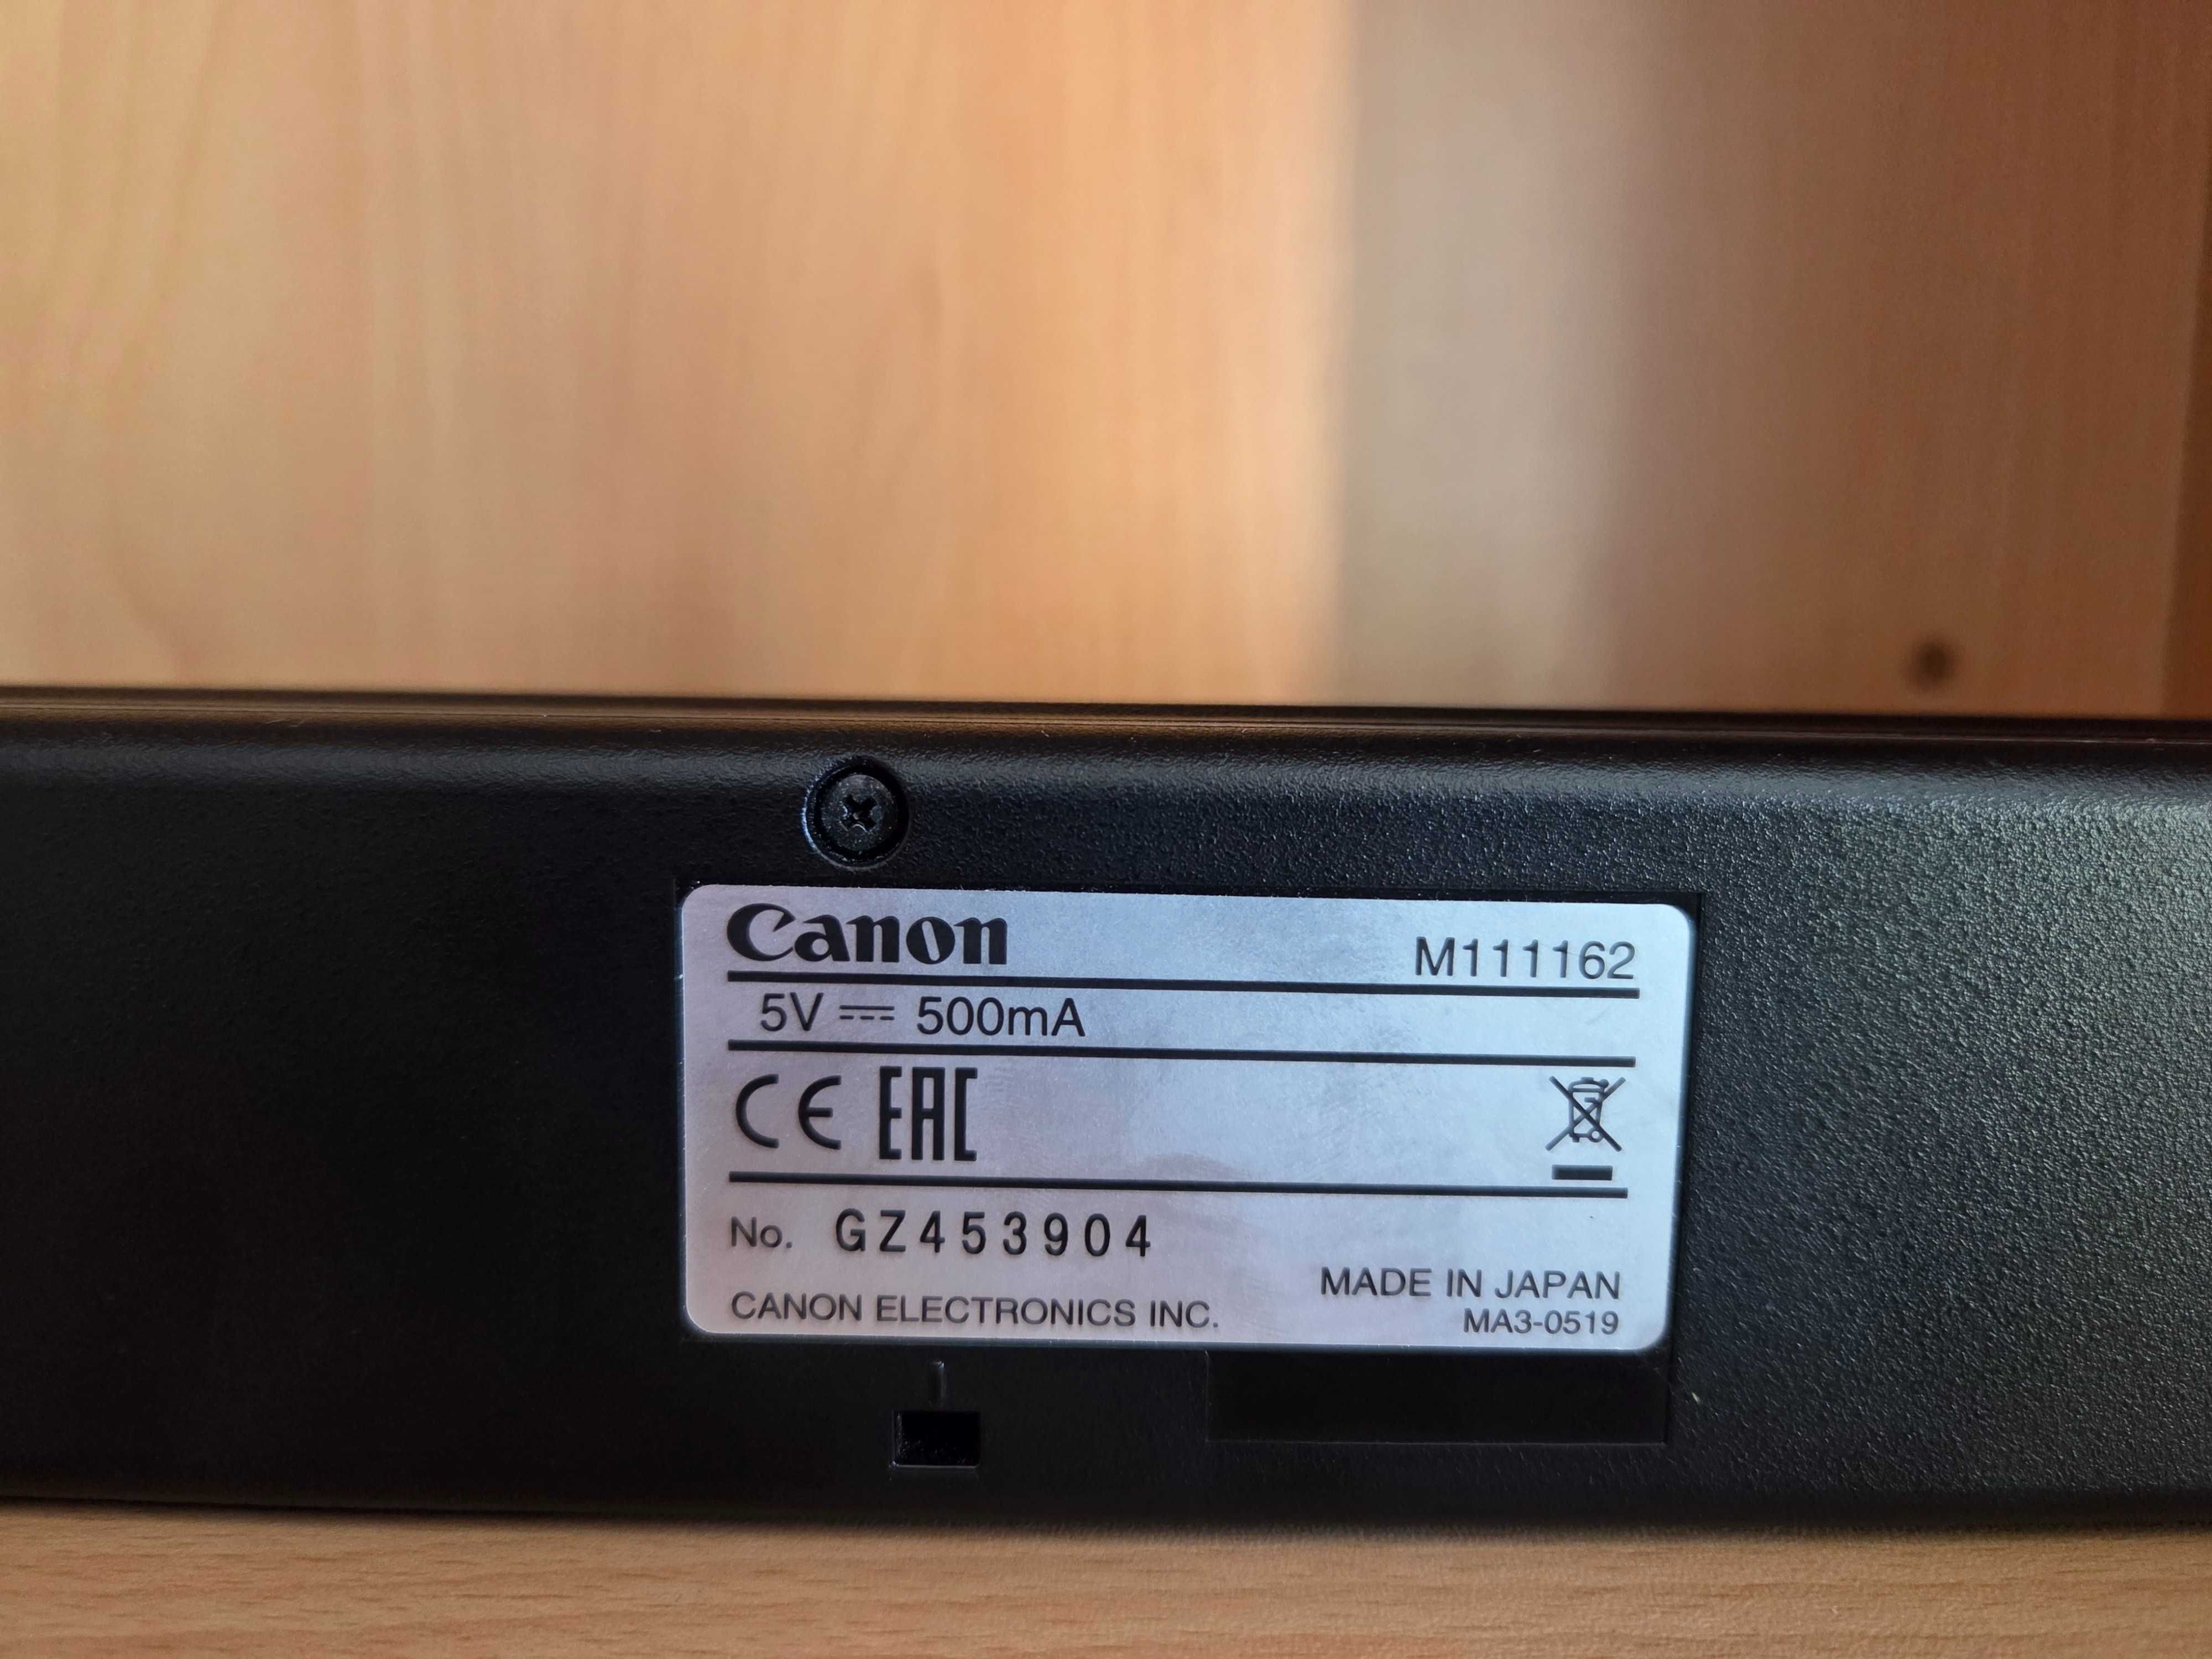 Canon M111162
5V ⎓ 500mA
CE EAC
No. GZ453904
MADE IN JAPAN
CANON ELECTRONICS INC. MA3-0519